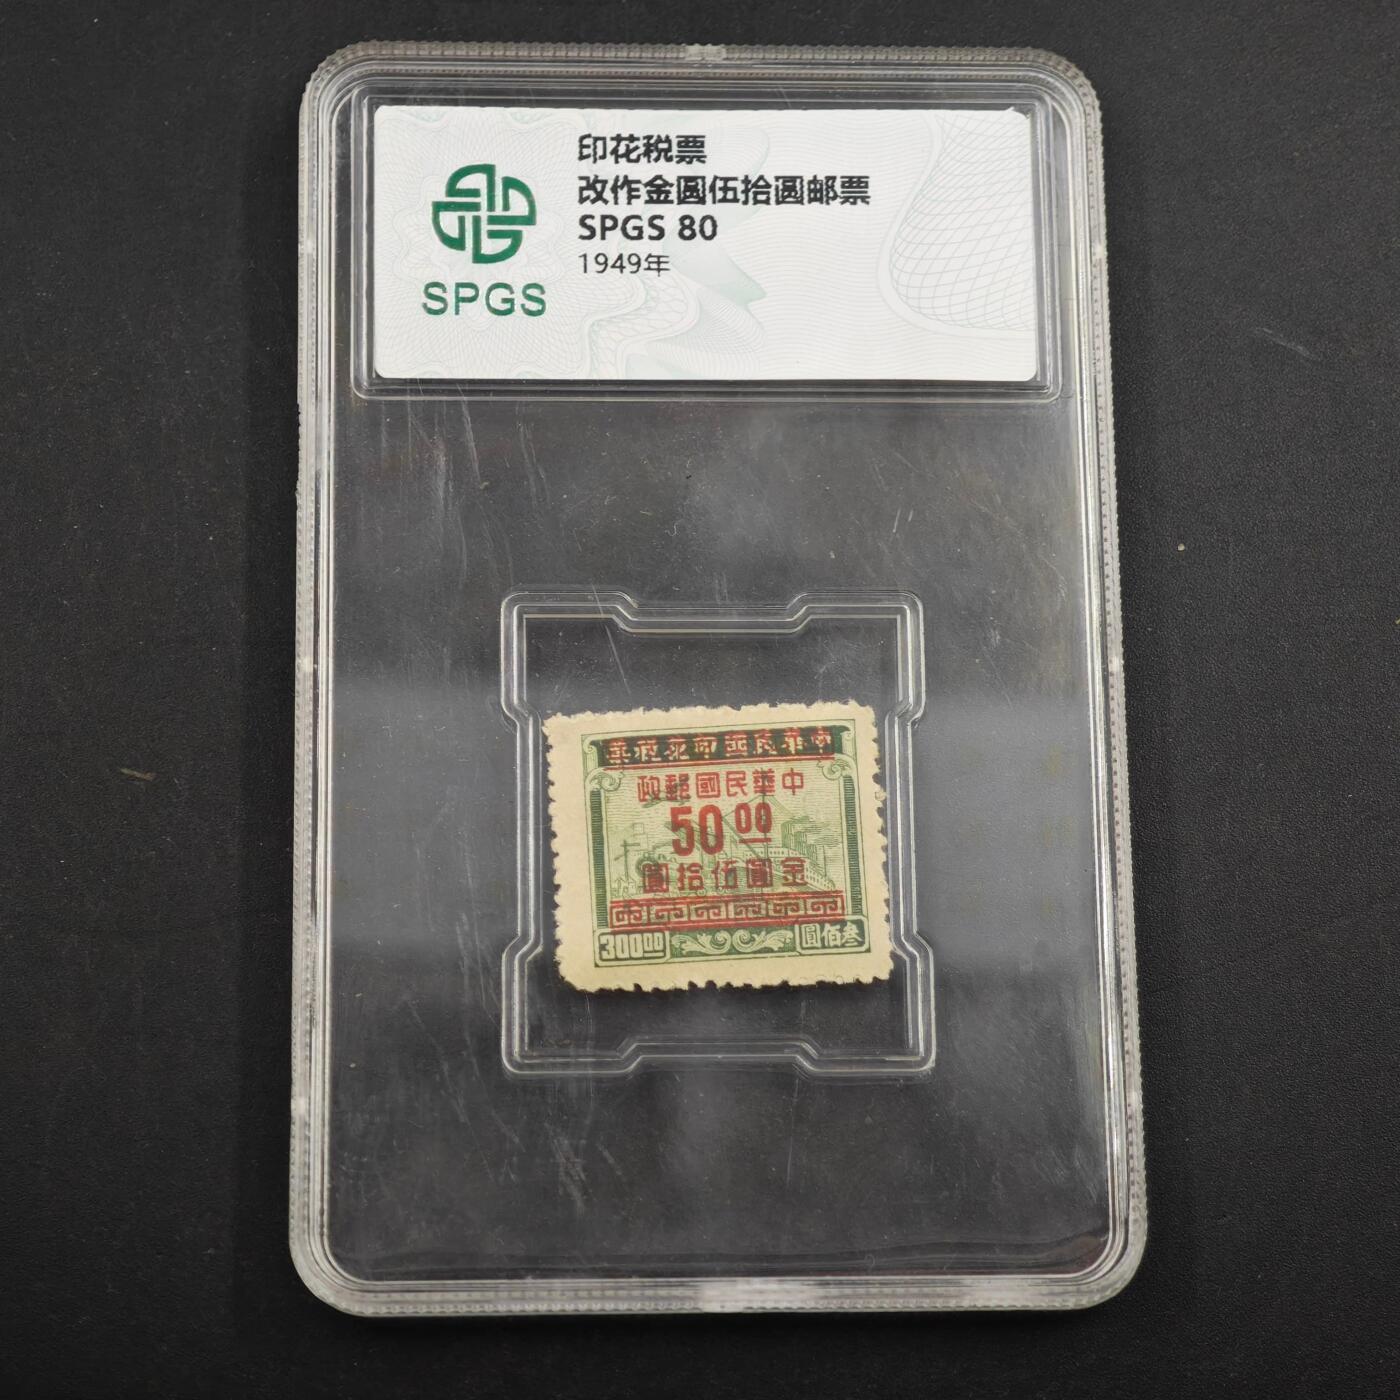 印花税票
改作金圆伍拾圆邮票
SPGS 80
1949年
SPGS
票稅花印國民華中
政郵國民華中
50 00
圓拾伍圓金
30000
圓佰叁